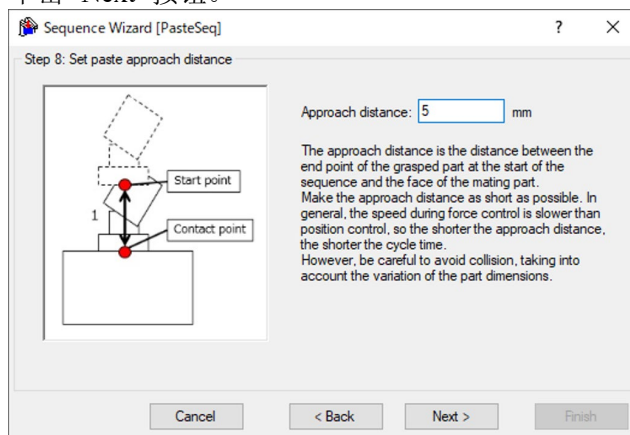 单击“Next”按钮。
Sequence Wizard [PasteSeq]
? ×
Step 8: Set paste approach distance
Start point
1
Contact point
Approach distance: 5 mm
The approach distance is the distance between the
end point of the grasped part at the start of the
sequence and the face of the mating part.
Make the approach distance as short as possible. In
general, the speed during force control is slower than
position control, so the shorter the approach distance,
the shorter the cycle time.
However, be careful to avoid collision, taking into
account the variation of the part dimensions.
Cancel
< Back
Next >
Finish